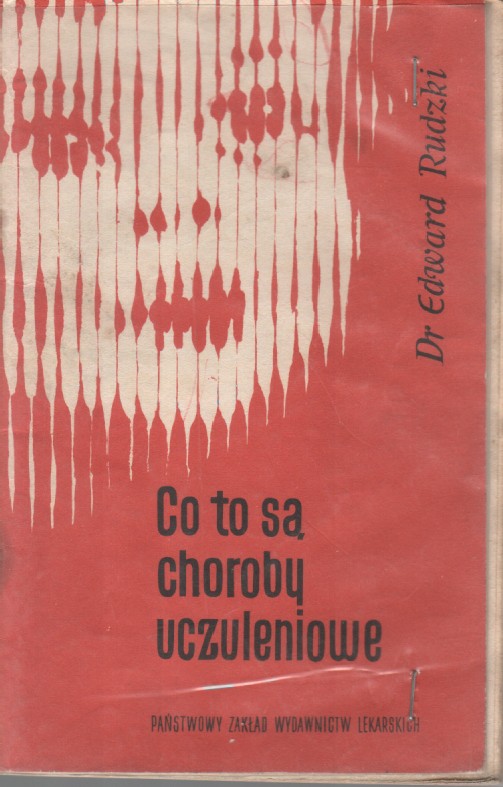 Dr Edward Rudzki
Co to są
choroby
uczuleniowe
PAŃSTWOWY ZAKŁAD WYDAWNICTW LEKARSKICH